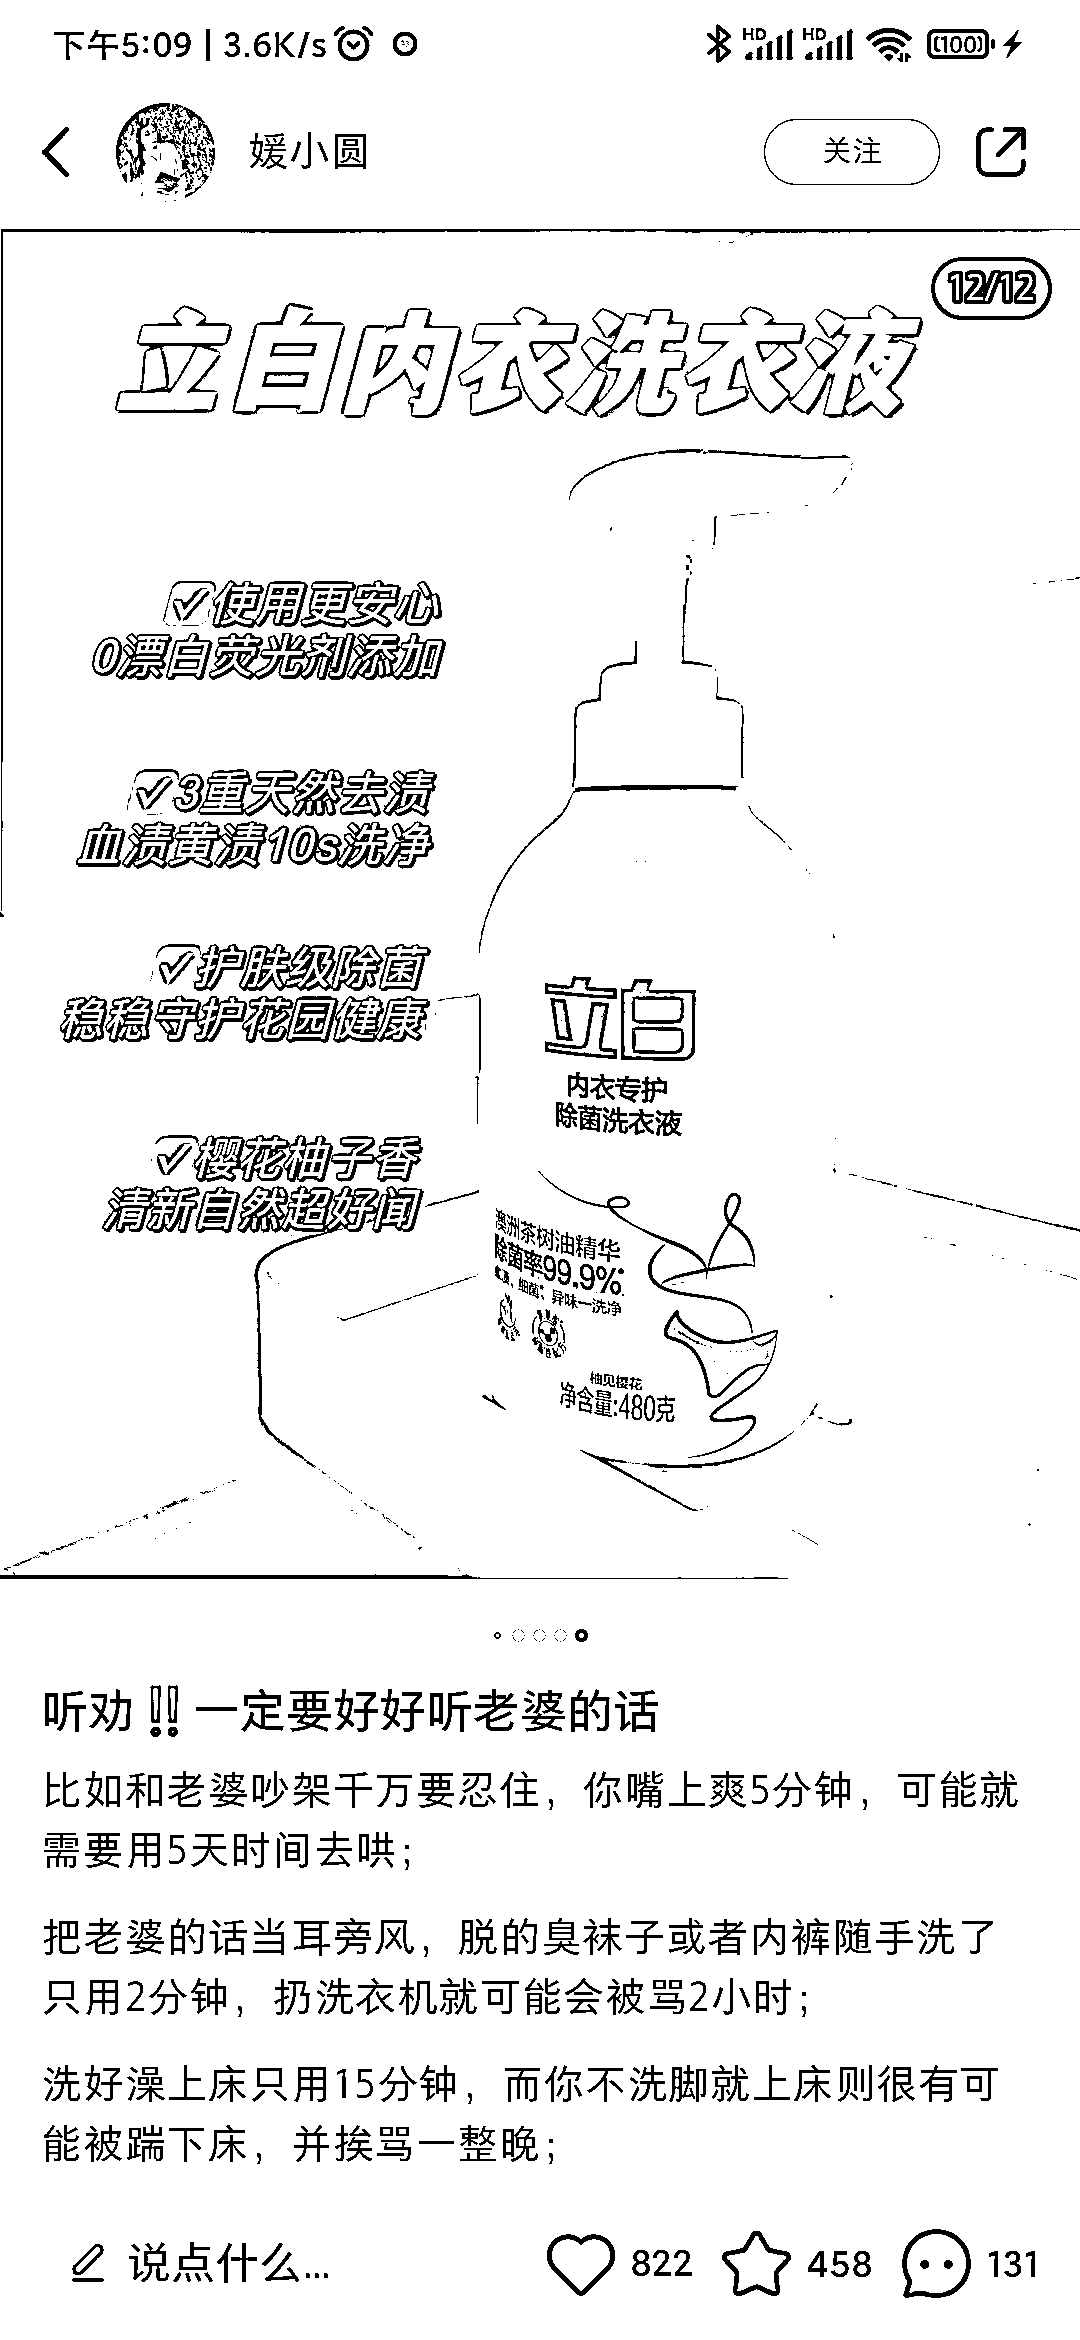 下午5:09 | 3.6K/s
HD HD 100
媛小圆
关注
12/12
立白内衣洗衣液
使用更安心
0漂白荧光剂添加
3重天然去渍
血渍黄渍10s洗净
护肤级除菌
稳稳守护花园健康
樱花柚子香
清新自然超好闻
立白
内衣专护
除菌洗衣液
澳洲茶树油精华
除菌率99.9%
细菌、异味一洗净
柚见樱花
净含量:480克
听劝‼️一定要好好听老婆的话
比如和老婆吵架千万要忍住，你嘴上爽5分钟，可能就
需要用5天时间去哄；
把老婆的话当耳旁风，脱的臭袜子或者内裤随手洗了
只用2分钟，扔洗衣机就可能会被骂2小时；
洗好澡上床只用15分钟，而你不洗脚就上床则很有可
能被踹下床，并挨骂一整晚；
说点什么...
822
458
131